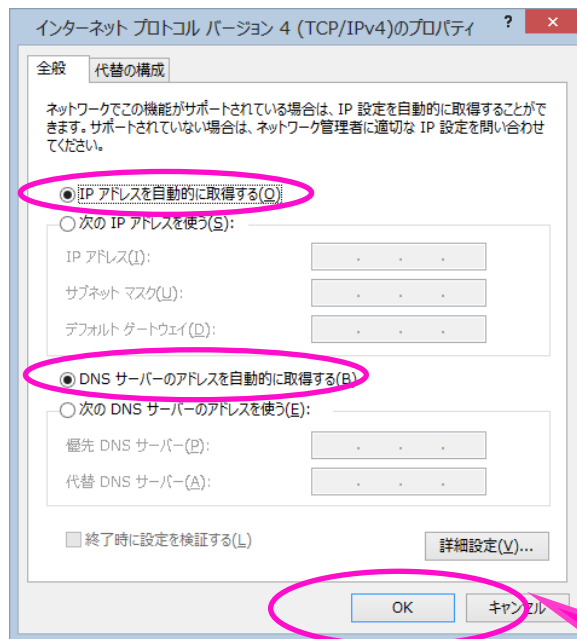 インターネット プロトコル バージョン 4 (TCP/IPv4)のプロパティ ? ×
全般 代替の構成
ネットワークでこの機能がサポートされている場合は、IP 設定を自動的に取得することがで
きます。サポートされていない場合は、ネットワーク管理者に適切な IP 設定を問い合わせ
てください。
IP アドレスを自動的に取得する(O)
次の IP アドレスを使う(S):
IP アドレス(I):
サブネット マスク(U):
デフォルト ゲートウェイ(D):
DNS サーバーのアドレスを自動的に取得する(B)
次の DNS サーバーのアドレスを使う(E):
優先 DNS サーバー(P):
代替 DNS サーバー(A):
終了時に設定を検証する(L)
詳細設定(V)...
OK キャンセル